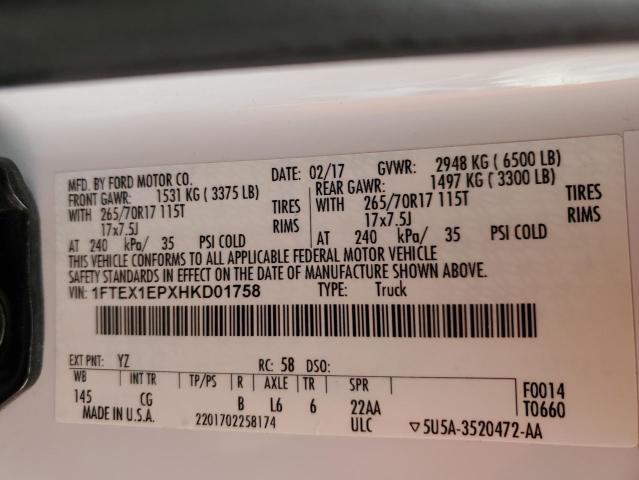 MFD. BY FORD MOTOR CO. DATE: 02/17 GVWR: 2948 KG ( 6500 LB)
FRONT GAWR: 1531 KG ( 3375 LB) REAR GAWR: 1497 KG ( 3300 LB)
WITH 265/70R17 115T TIRES WITH 265/70R17 115T TIRES
17x7.5J RIMS 17x7.5J RIMS
AT 240 kPa/ 35 PSI COLD AT 240 kPa/ 35 PSI COLD
THIS VEHICLE CONFORMS TO ALL APPLICABLE FEDERAL MOTOR VEHICLE
SAFETY STANDARDS IN EFFECT ON THE DATE OF MANUFACTURE SHOWN ABOVE.
VIN: 1FTEX1EPXHKD01758 TYPE: Truck
EXT PNT: YZ RC: 58 DSO:
WB INT TR TP/PS R AXLE TR SPR F0014
145 CG B L6 6 22AA T0660
MADE IN U.S.A. 2201702258174 ULC ▽5U5A-3520472-AA